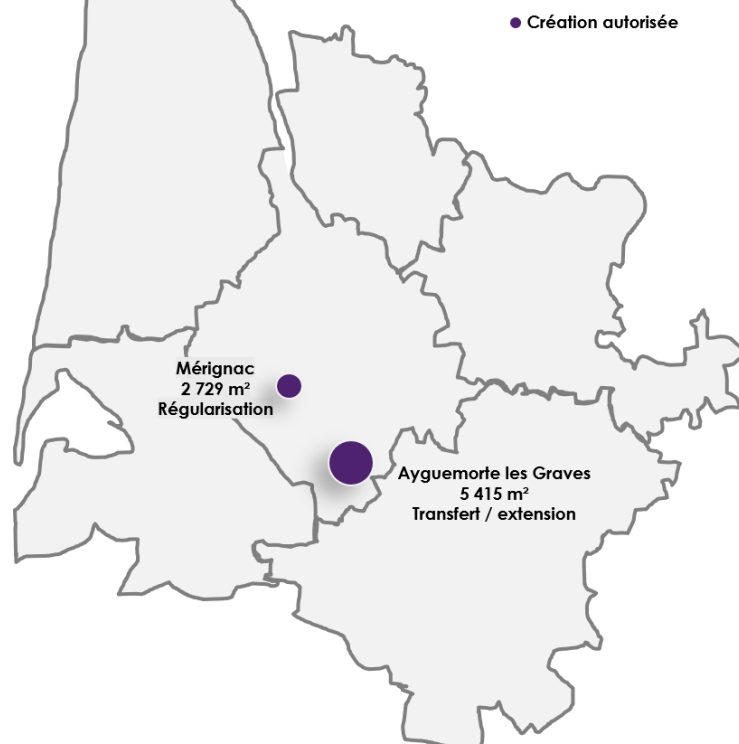 Création autorisée
Mérignac
2 729 m²
Régularisation
Ayguemorte les Graves
5 415 m²
Transfert / extension